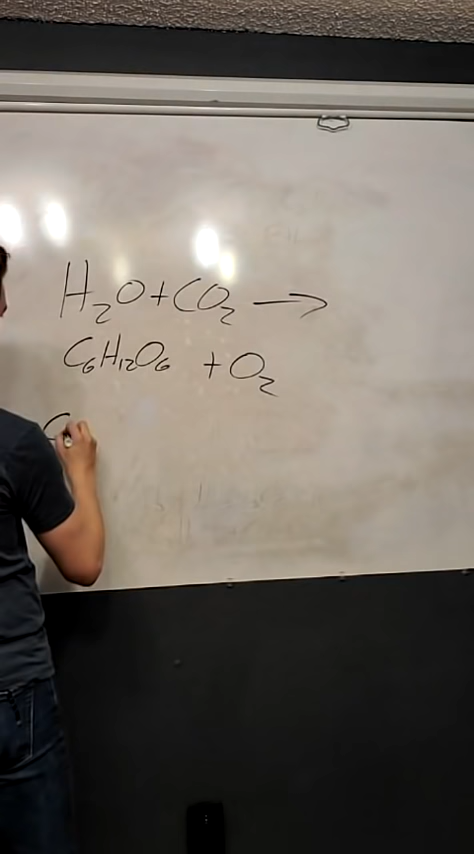 H₂O + CO₂ →
C₆H₁₂O₆ + O₂